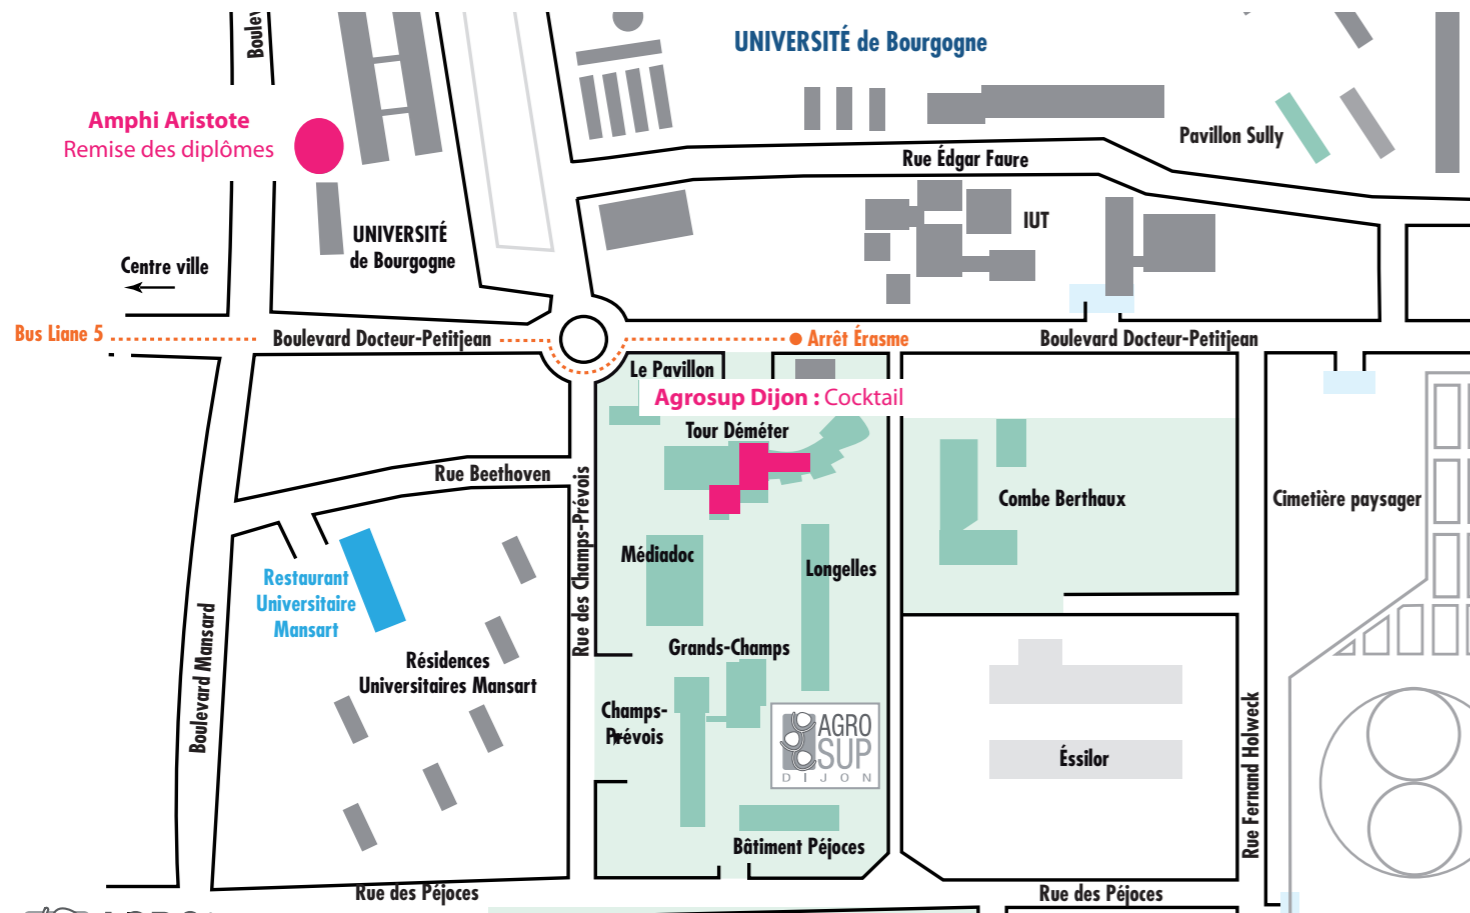 Boulev
UNIVERSITÉ de Bourgogne
Amphi Aristote
Remise des diplômes
Pavillon Sully
Rue Édgar Faure
IUT
UNIVERSITÉ
de Bourgogne
Centre ville
Bus Liane 5
Boulevard Docteur-Petitjean
Arrêt Érasme
Boulevard Docteur-Petitjean
Le Pavillon
Agrosup Dijon : Cocktail
Tour Déméter
Rue Beethoven
Rue des Champs-Prévois
Combe Berthaux
Cimetière paysager
Médiadoc
Longelles
Restaurant
Universitaire
Mansart
Boulevard Mansard
Résidences
Universitaires Mansart
Grands-Champs
Champs-
Prévois
AGRO
SUP
DIJON
Éssilor
Rue Fernand Holweck
Bâtiment Péjoces
Rue des Péjoces
Rue des Péjoces